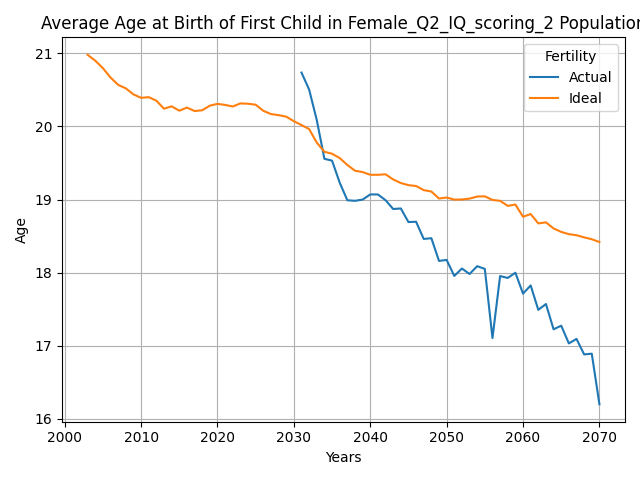 Average Age at Birth of First Child in Female_Q2_IQ_scoring_2 Population
Fertility
Actual
Ideal
21
20
19
18
17
16
Age
2000 2010 2020 2030 2040 2050 2060 2070
Years